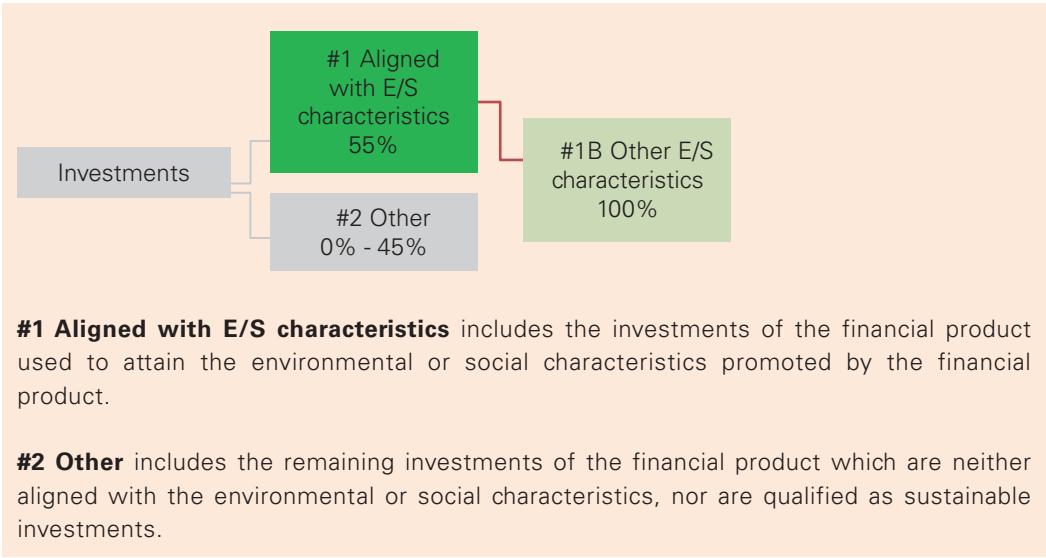 #1 Aligned
with E/S
characteristics
55%
#1B Other E/S
characteristics
100%
Investments
#2 Other
0% - 45%
#1 Aligned with E/S characteristics includes the investments of the financial product
used to attain the environmental or social characteristics promoted by the financial
product.
#2 Other includes the remaining investments of the financial product which are neither
aligned with the environmental or social characteristics, nor are qualified as sustainable
investments.